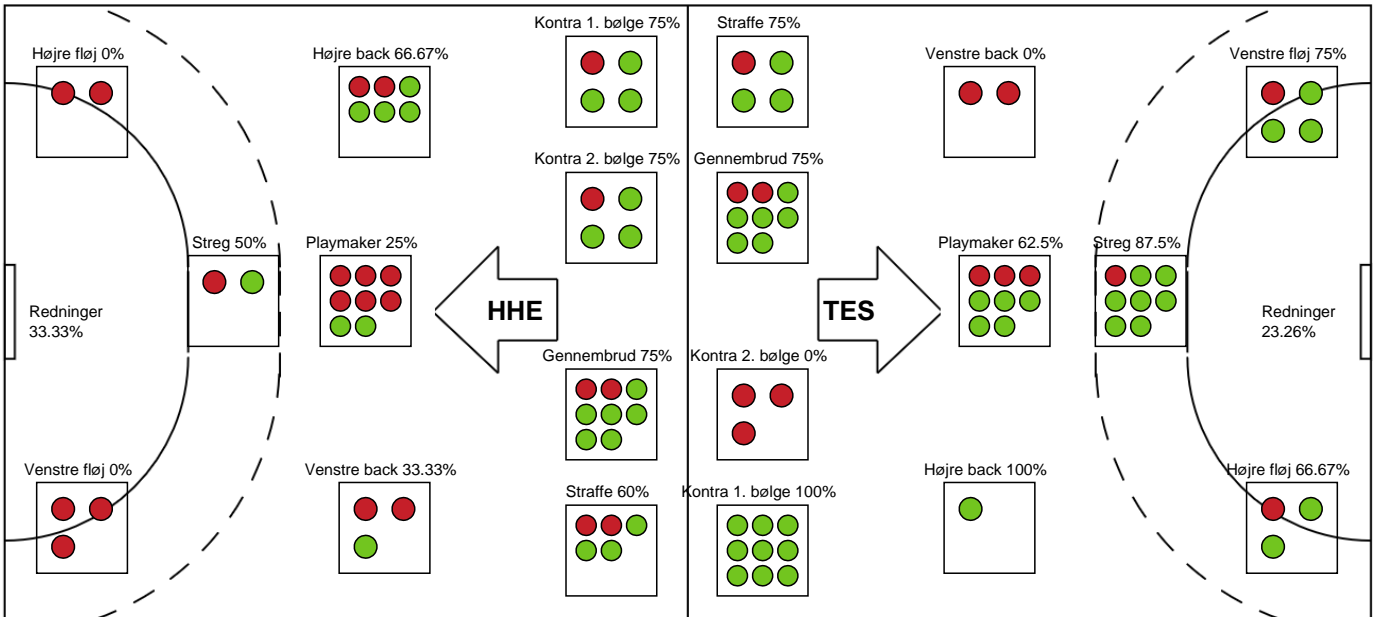 Kontra 1. bølge 75%
Straffe 75%
Højre fløj 0%
Højre back 66.67%
Venstre back 0%
Venstre fløj 75%
Kontra 2. bølge 75%
Gennembrud 75%
Streg 50%
Playmaker 25%
Playmaker 62.5%
Streg 87.5%
HHE
TES
Redninger
33.33%
Redninger
23.26%
Gennembrud 75%
Kontra 2. bølge 0%
Venstre fløj 0%
Venstre back 33.33%
Højre back 100%
Højre fløj 66.67%
Straffe 60%
Kontra 1. bølge 100%